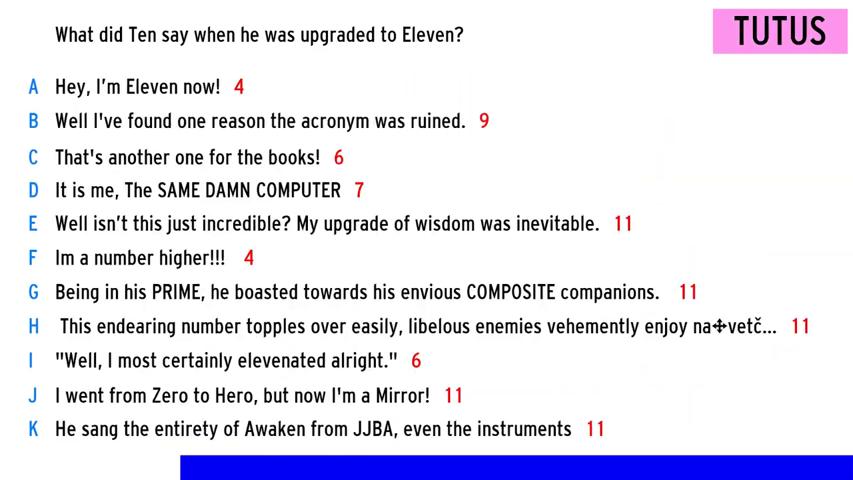 What did Ten say when he was upgraded to Eleven?
TUTUS
A Hey, I'm Eleven now! 4
B Well I've found one reason the acronym was ruined. 9
C That's another one for the books! 6
D It is me, The SAME DAMN COMPUTER 7
E Well isn't this just incredible? My upgrade of wisdom was inevitable. 11
F Im a number higher!!! 4
G Being in his PRIME, he boasted towards his envious COMPOSITE companions. 11
H This endearing number topples over easily, libelous enemies vehemently enjoy na✢vetč... 11
I "Well, I most certainly elevenated alright." 6
J I went from Zero to Hero, but now I'm a Mirror! 11
K He sang the entirety of Awaken from JJBA, even the instruments 11